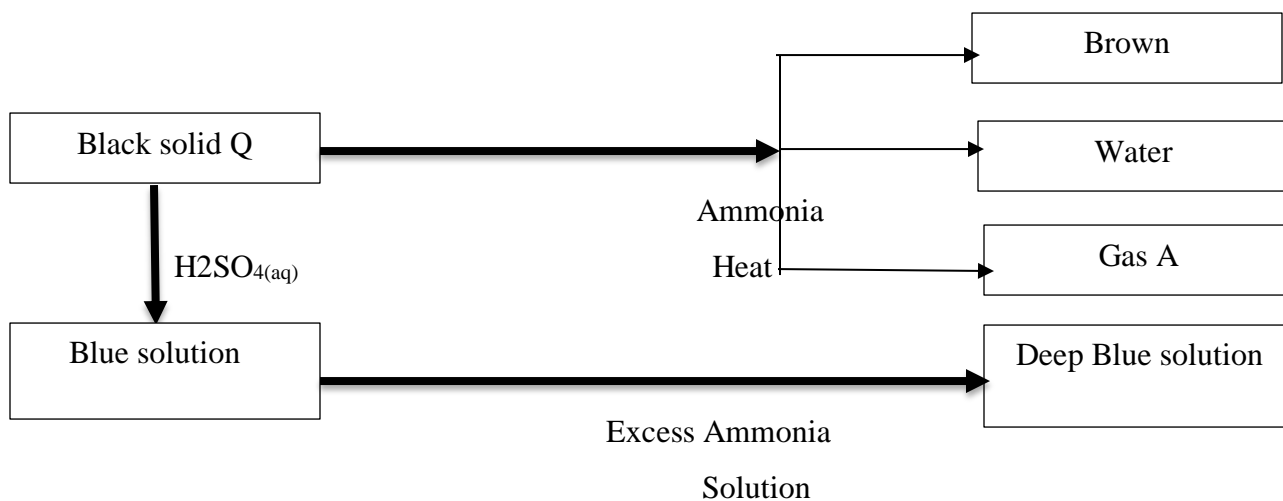 Brown
Black solid Q
Water
Ammonia
H2SO4(aq)
Heat
Gas A
Blue solution
Deep Blue solution
Excess Ammonia
Solution